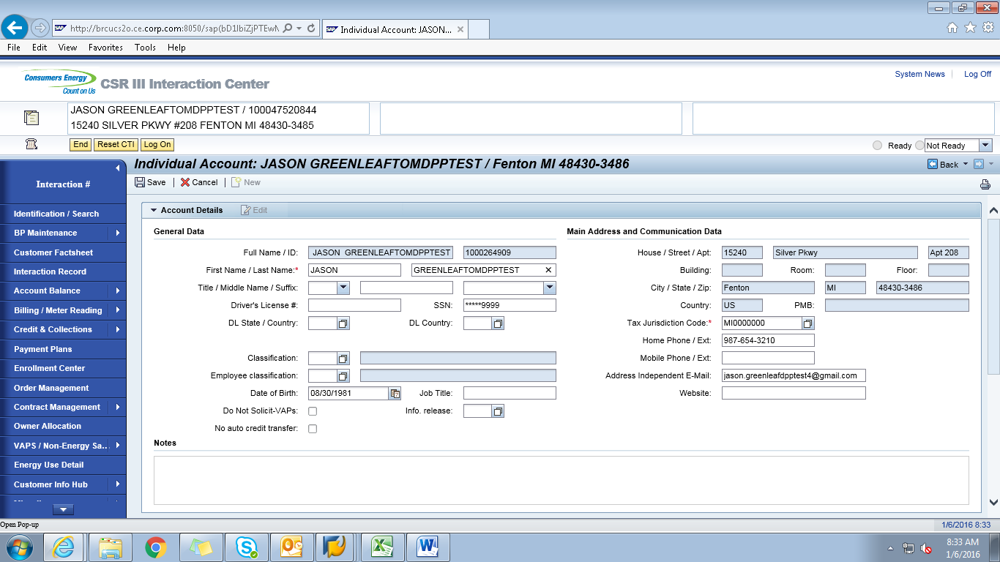 http://brcucs2o.ce.corp.com:8050/sap(bD1lbiZjPTEwN
Individual Account: JASON...
File Edit View Favorites Tools Help
Consumers Energy
Count on Us
CSR III Interaction Center
System News | Log Off
JASON GREENLEAFTOMDPPTEST / 100047520844
15240 SILVER PKWY #208 FENTON MI 48430-3485
End Reset CTI Log On
Ready Not Ready
Individual Account: JASON GREENLEAFTOMDPPTEST / Fenton MI 48430-3486
Back
Interaction #
Save | Cancel | New
Account Details Edit
Identification / Search
BP Maintenance
Customer Factsheet
Interaction Record
Account Balance
Billing / Meter Reading
Credit & Collections
Payment Plans
Enrollment Center
Order Management
Contract Management
Owner Allocation
VAPS / Non-Energy Sa...
Energy Use Detail
Customer Info Hub
General Data
Full Name / ID: JASON GREENLEAFTOMDPPTEST 1000264909
First Name / Last Name:* JASON GREENLEAFTOMDPPTEST
Title / Middle Name / Suffix:
Driver's License #: SSN: *****9999
DL State / Country: DL Country:
Classification:
Employee classification:
Date of Birth: 08/30/1981 Job Title:
Do Not Solicit-VAPs: Info. release:
No auto credit transfer:
Main Address and Communication Data
House / Street / Apt: 15240 Silver Pkwy Apt 208
Building: Room: Floor:
City / State / Zip: Fenton MI 48430-3486
Country: US PMB:
Tax Jurisdiction Code:* MI0000000
Home Phone / Ext: 987-654-3210
Mobile Phone / Ext:
Address Independent E-Mail: jason.greenleafdpptest4@gmail.com
Website:
Notes
Open Pop-up
1/6/2016 8:33
8:33 AM
1/6/2016